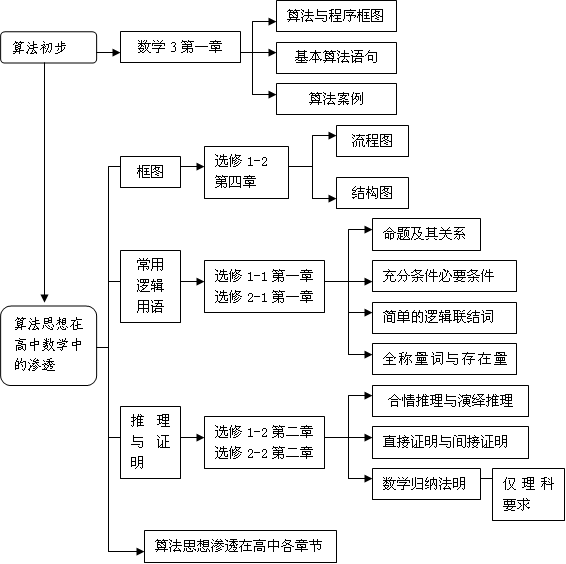 算法初步
数学3第一章
算法与程序框图
基本算法语句
算法案例
算法思想在
高中数学中
的渗透
框图
选修1-2
第四章
流程图
结构图
常用
逻辑
用语
选修1-1第一章
选修2-1第一章
命题及其关系
充分条件必要条件
简单的逻辑联结词
全称量词与存在量
推理
与证
明
选修1-2第二章
选修2-2第二章
合情推理与演绎推理
直接证明与间接证明
数学归纳法明
仅理科
要求
算法思想渗透在高中各章节